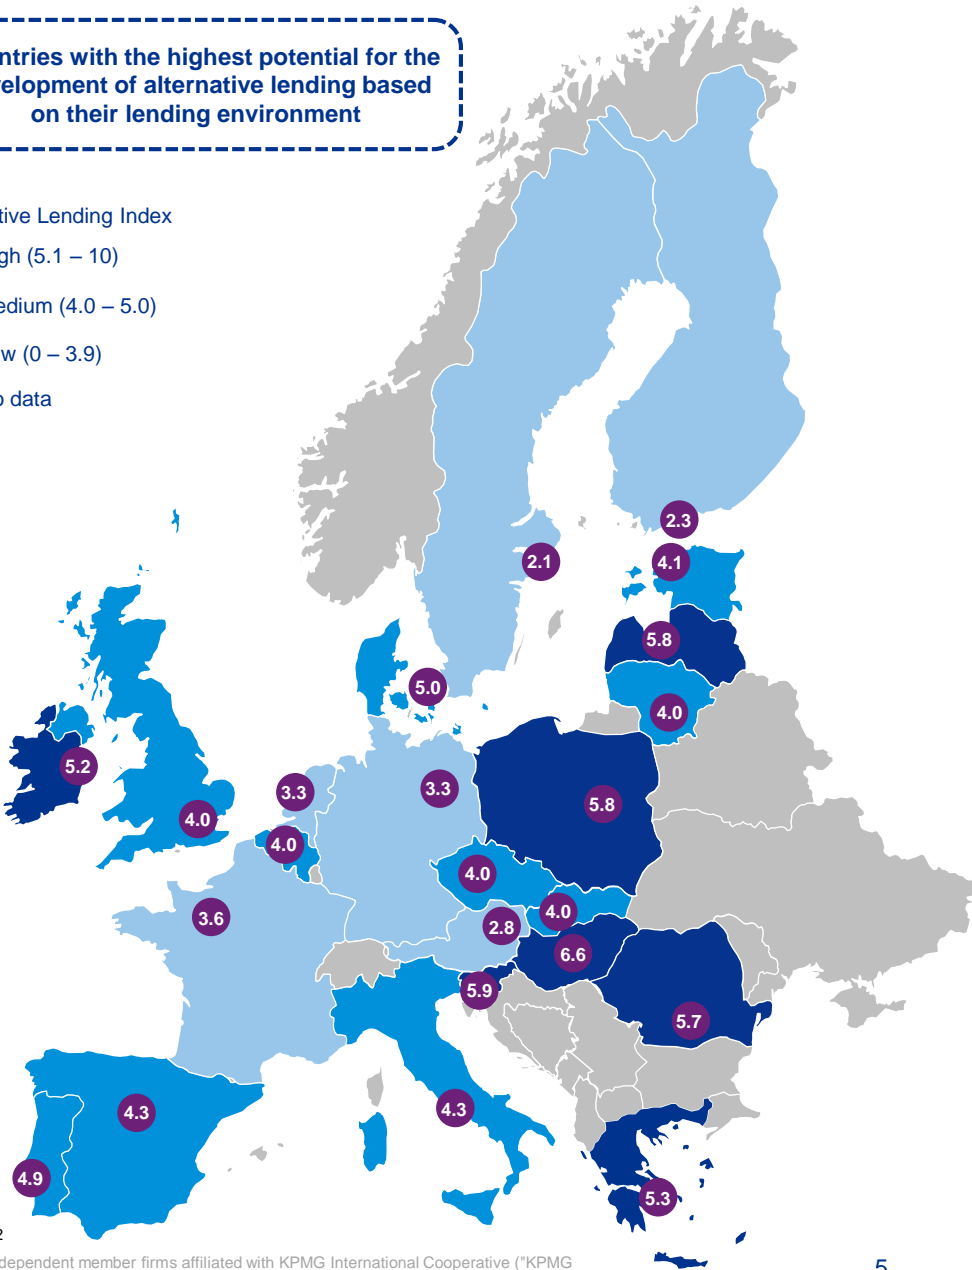 ntries with the highest potential for the
velopment of alternative lending based
on their lending environment
tive Lending Index
gh (5.1 – 10)
edium (4.0 – 5.0)
w (0 – 3.9)
o data
2.3
2.1
4.1
5.8
5.0
4.0
5.2
3.3
3.3
5.8
4.0
4.0
4.0
3.6
4.0
2.8
6.6
5.9
5.7
4.3
4.3
4.9
5.3
2
dependent member firms affiliated with KPMG International Cooperative ("KPMG
5